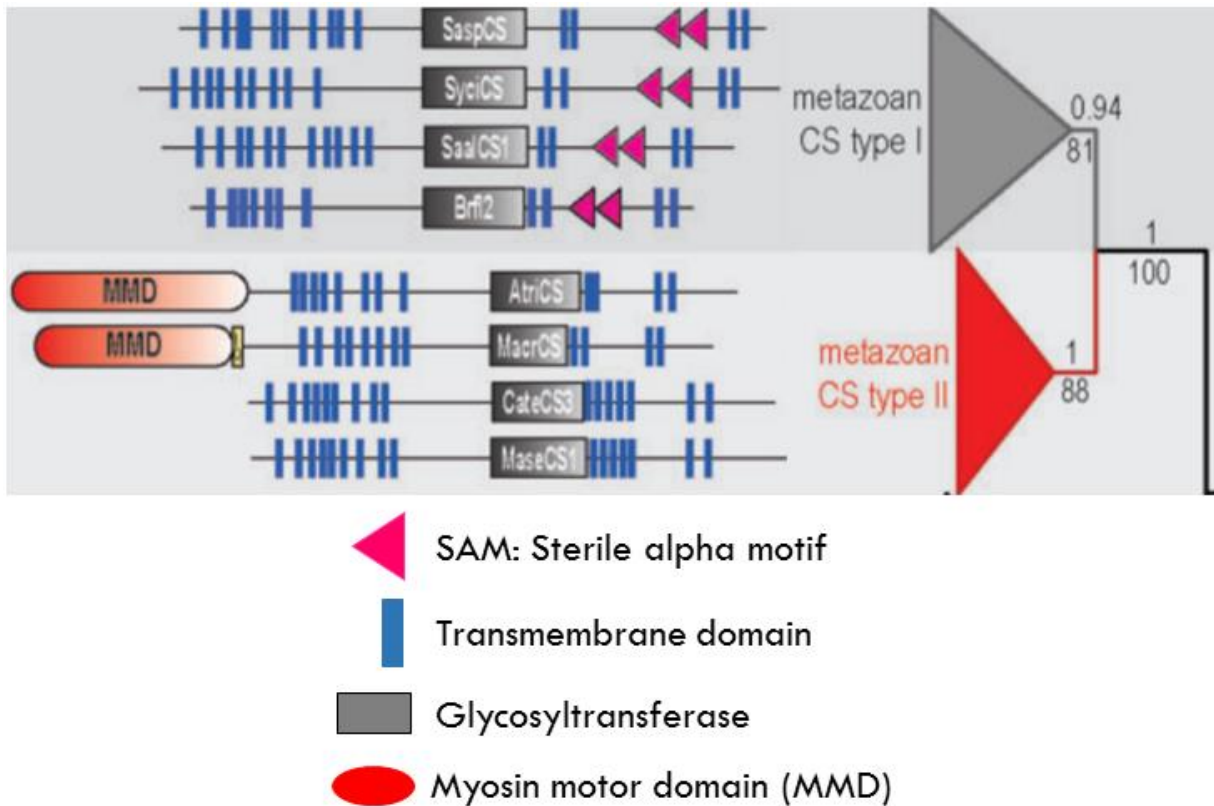 SaspCS
SyciCS
SaalCS1
Brfl2
metazoan
CS type I
0.94
81
1
100
MMD
AtriCS
MMD
MacrCS
CateCS3
MaseCS1
metazoan
CS type II
1
88
SAM: Sterile alpha motif
Transmembrane domain
Glycosyltransferase
Myosin motor domain (MMD)